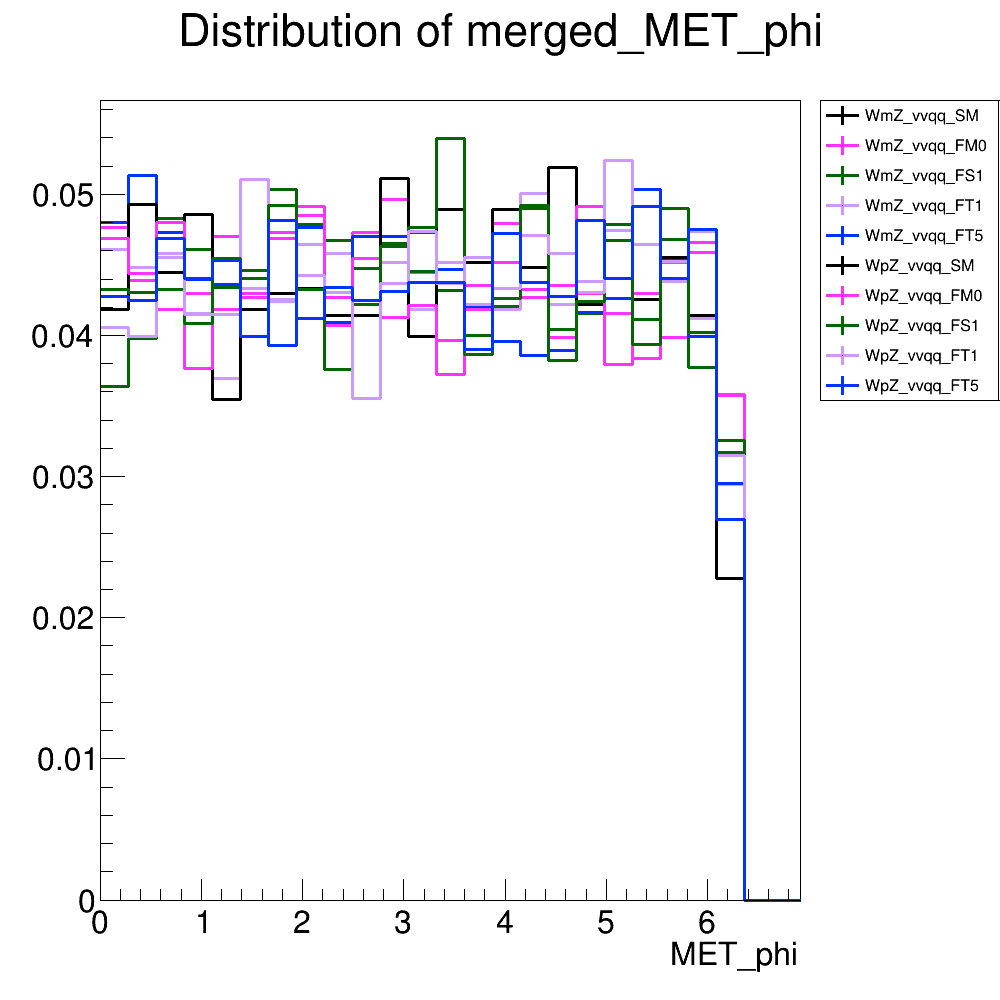 Distribution of merged_MET_phi
WmZ_vvqq_SM
WmZ_vvqq_FM0
WmZ_vvqq_FS1
WmZ_vvqq_FT1
WmZ_vvqq_FT5
WpZ_vvqq_SM
WpZ_vvqq_FM0
WpZ_vvqq_FS1
WpZ_vvqq_FT1
WpZ_vvqq_FT5
0.05
0.04
0.03
0.02
0.01
0
0 1 2 3 4 5 6
MET_phi